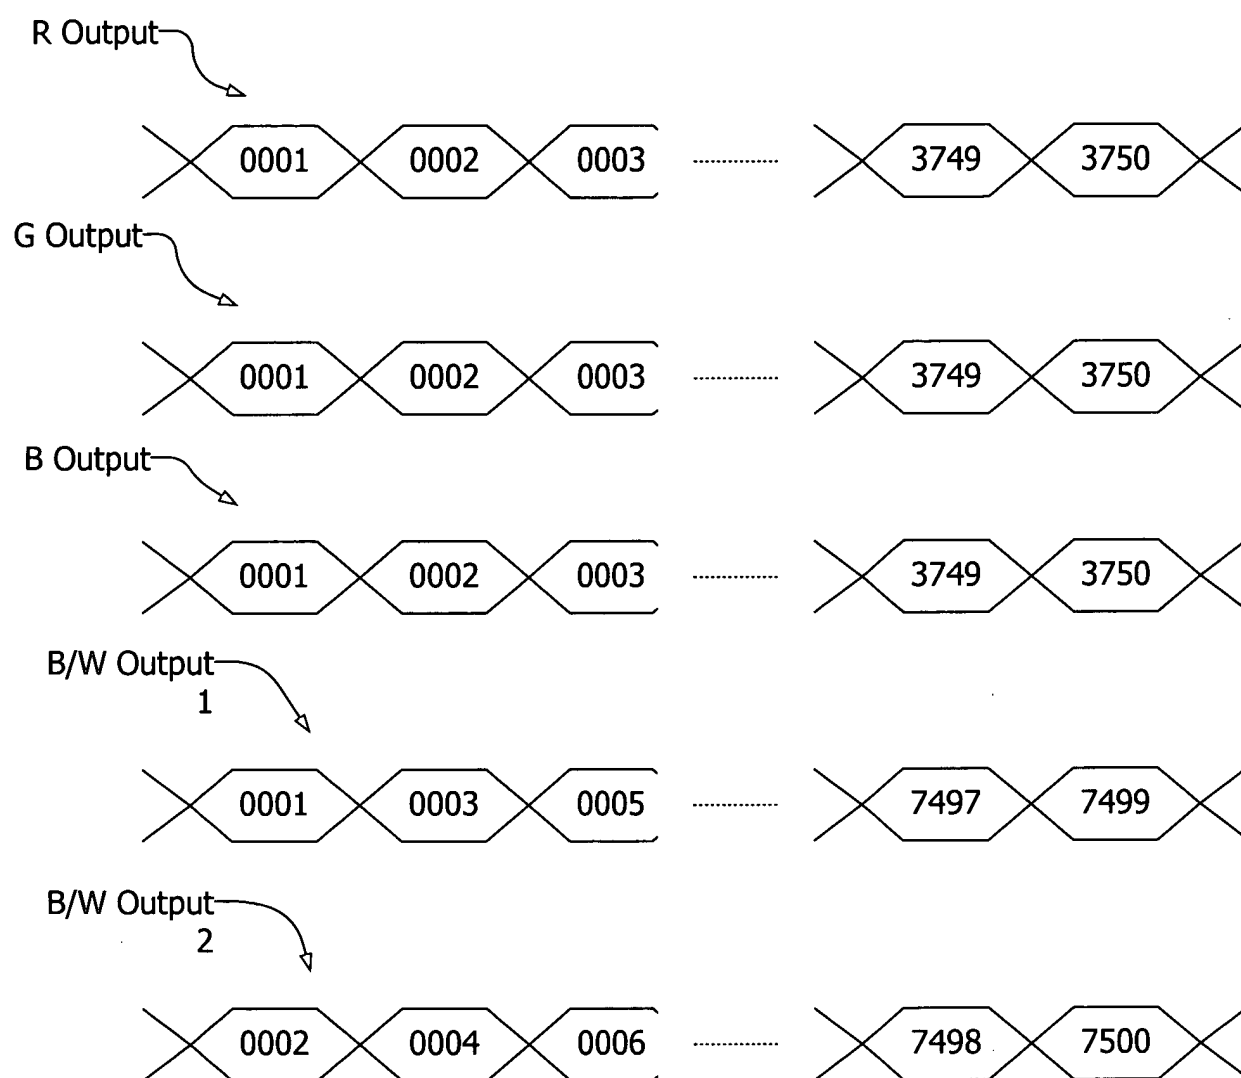 R Output
0001 0002 0003 3749 3750
G Output
0001 0002 0003 3749 3750
B Output
0001 0002 0003 3749 3750
B/W Output
1
0001 0003 0005 7497 7499
B/W Output
2
0002 0004 0006 7498 7500